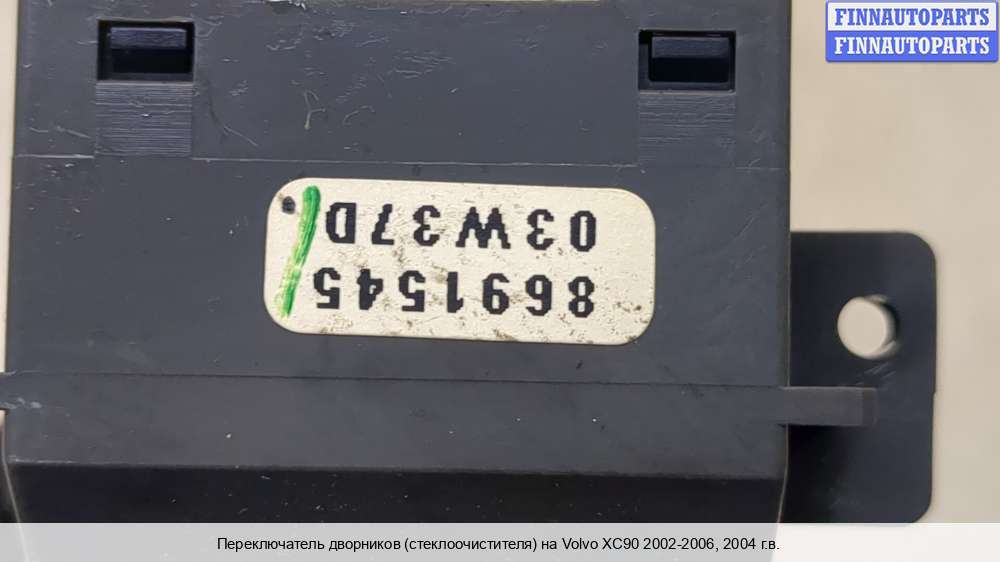 FINNAUTOPARTS
FINNAUTOPARTS
8691545
03W37D
Переключатель дворников (стеклоочистителя) на Volvo XC90 2002-2006, 2004 г.в.